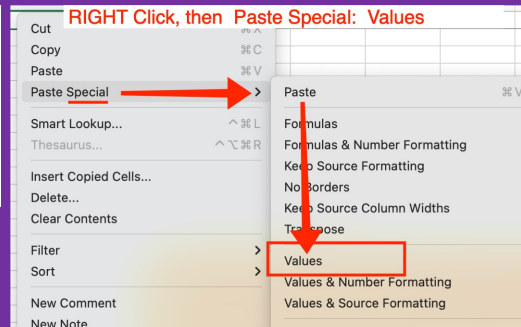 RIGHT Click, then Paste Special: Values
Cut ⌘X
Copy ⌘C
Paste ⌘V
Paste Special >
Smart Lookup... ^⌘L
Thesaurus... ^⌥⌘R
Insert Copied Cells...
Delete...
Clear Contents
Filter >
Sort >
New Comment
New Note
Paste ⌘V
Formulas
Formulas & Number Formatting
Keep Source Formatting
No Borders
Keep Source Column Widths
Transpose
Values
Values & Number Formatting
Values & Source Formatting